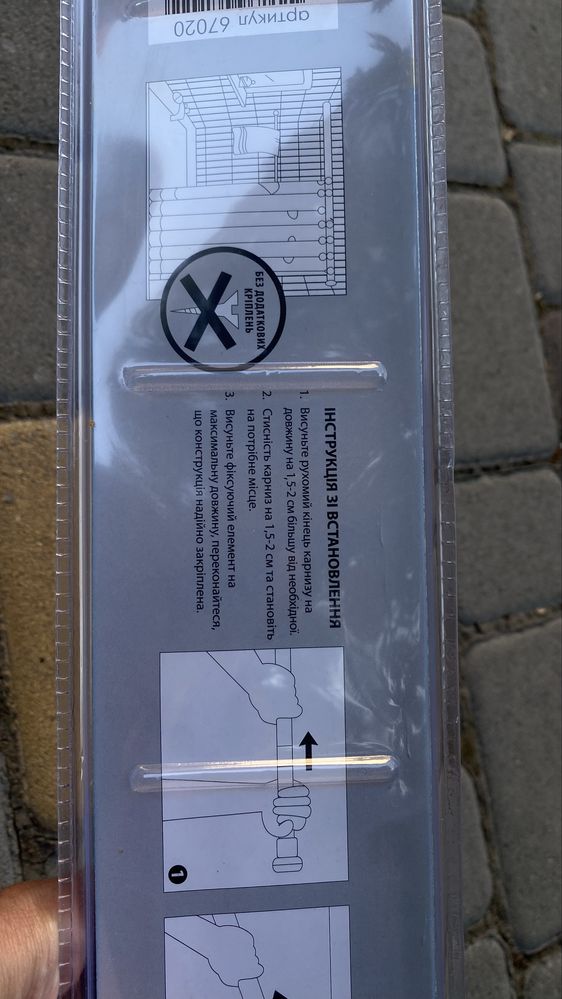 артикул 67020
БЕЗ ДОДАТКОВИХ
КРІПЛЕНЬ
ІНСТРУКЦІЯ ЗІ ВСТАНОВЛЕННЯ
1. Висуньте рухомий кінець карнизу на
довжину на 1,5-2 см більшу від необхідної.
2. Стисність карниз на 1,5-2 см та становіть
на потрібне місце.
3. Висуньте фіксуючий елемент на
максимальну довжину, переконайтеся,
що конструкція надійно закріплена.
1